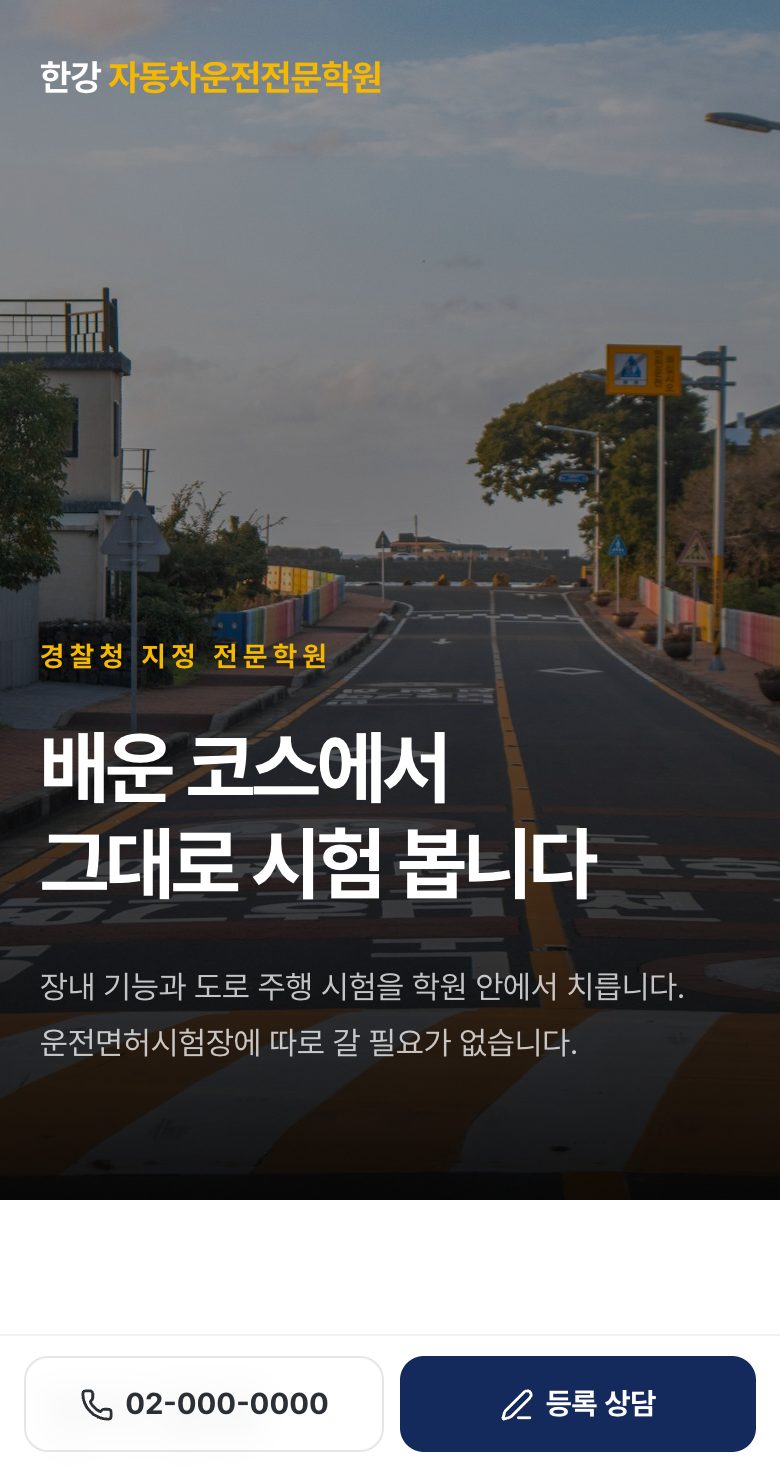 한강 자동차운전전문학원
경찰청 지정 전문학원
배운 코스에서
그대로 시험 봅니다
장내 기능과 도로 주행 시험을 학원 안에서 치릅니다.
운전면허시험장에 따로 갈 필요가 없습니다.
02-000-0000
등록 상담